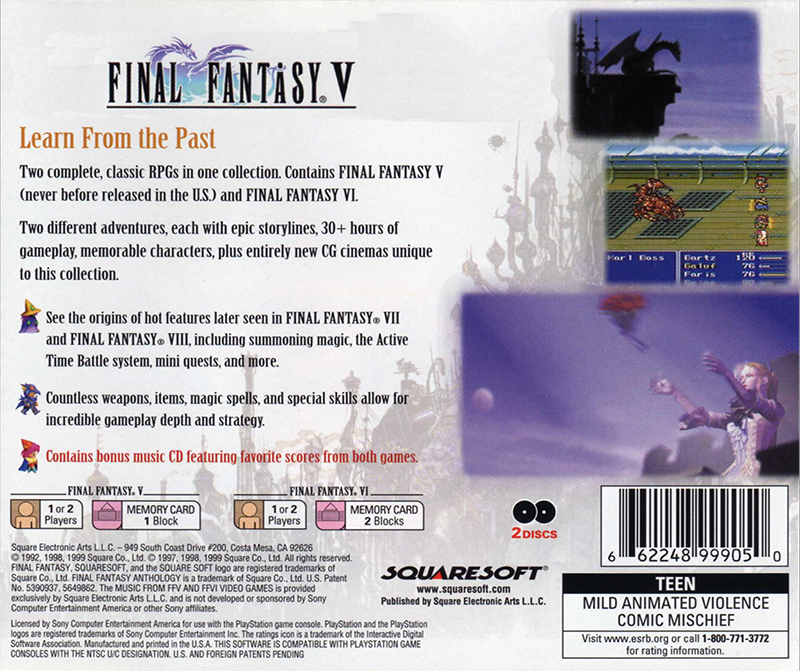 FINAL FANTASY® V
Learn From the Past
Two complete, classic RPGs in one collection. Contains FINAL FANTASY V
(never before released in the U.S.) and FINAL FANTASY VI.
Two different adventures, each with epic storylines, 30+ hours of
gameplay, memorable characters, plus entirely new CG cinemas unique
to this collection.
See the origins of hot features later seen in FINAL FANTASY® VII
and FINAL FANTASY® VIII, including summoning magic, the Active
Time Battle system, mini quests, and more.
Countless weapons, items, magic spells, and special skills allow for
incredible gameplay depth and strategy.
Contains bonus music CD featuring favorite scores from both games.
Karl Boss
Bartz
Galuf 76
Faris 76
FINAL FANTASY® V
1 or 2
Players
MEMORY CARD
1 Block
FINAL FANTASY® VI
1 or 2
Players
MEMORY CARD
2 Blocks
2 DISCS
Square Electronic Arts L.L.C. – 949 South Coast Drive #200, Costa Mesa, CA 92626
© 1992, 1998, 1999 Square Co., Ltd. © 1997, 1998, 1999 Square Co., Ltd. All rights reserved.
FINAL FANTASY, SQUARESOFT, and the SQUARE SOFT logo are registered trademarks of
Square Co., Ltd. FINAL FANTASY ANTHOLOGY is a trademark of Square Co., Ltd. U.S. Patent
No. 5390937, 5649862. The MUSIC FROM FFV AND FFVI VIDEO GAMES is provided
exclusively by Square Electronic Arts L.L.C. and is not developed or sponsored by Sony
Computer Entertainment America or other Sony affiliates.
Licensed by Sony Computer Entertainment America for use with the PlayStation game console. PlayStation and the PlayStation
logos are registered trademarks of Sony Computer Entertainment Inc. The ratings icon is a trademark of the Interactive Digital
Software Association. Manufactured and printed in the U.S.A. THIS SOFTWARE IS COMPATIBLE WITH PLAYSTATION GAME
CONSOLES WITH THE NTSC U/C DESIGNATION. U.S. AND FOREIGN PATENTS PENDING
SQUARESOFT®
www.squaresoft.com
Published by Square Electronic Arts L.L.C.
6 62248 99905 0
TEEN
MILD ANIMATED VIOLENCE
COMIC MISCHIEF
Visit www.esrb.org or call 1-800-771-3772
for rating information.